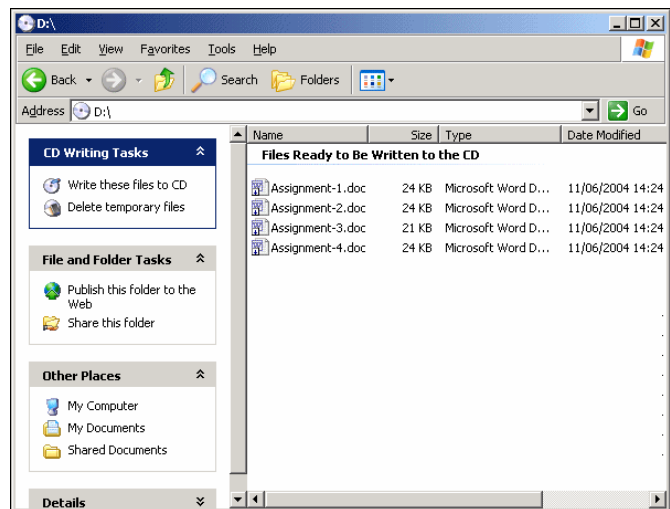 D:\
File Edit View Favorites Tools Help
Back Search Folders
Address D:\ Go
Name Size Type Date Modified
CD Writing Tasks
Write these files to CD
Delete temporary files
File and Folder Tasks
Publish this folder to the
Web
Share this folder
Other Places
My Computer
My Documents
Shared Documents
Details
Files Ready to Be Written to the CD
Assignment-1.doc 24 KB Microsoft Word D... 11/06/2004 14:24
Assignment-2.doc 24 KB Microsoft Word D... 11/06/2004 14:24
Assignment-3.doc 21 KB Microsoft Word D... 11/06/2004 14:24
Assignment-4.doc 24 KB Microsoft Word D... 11/06/2004 14:24